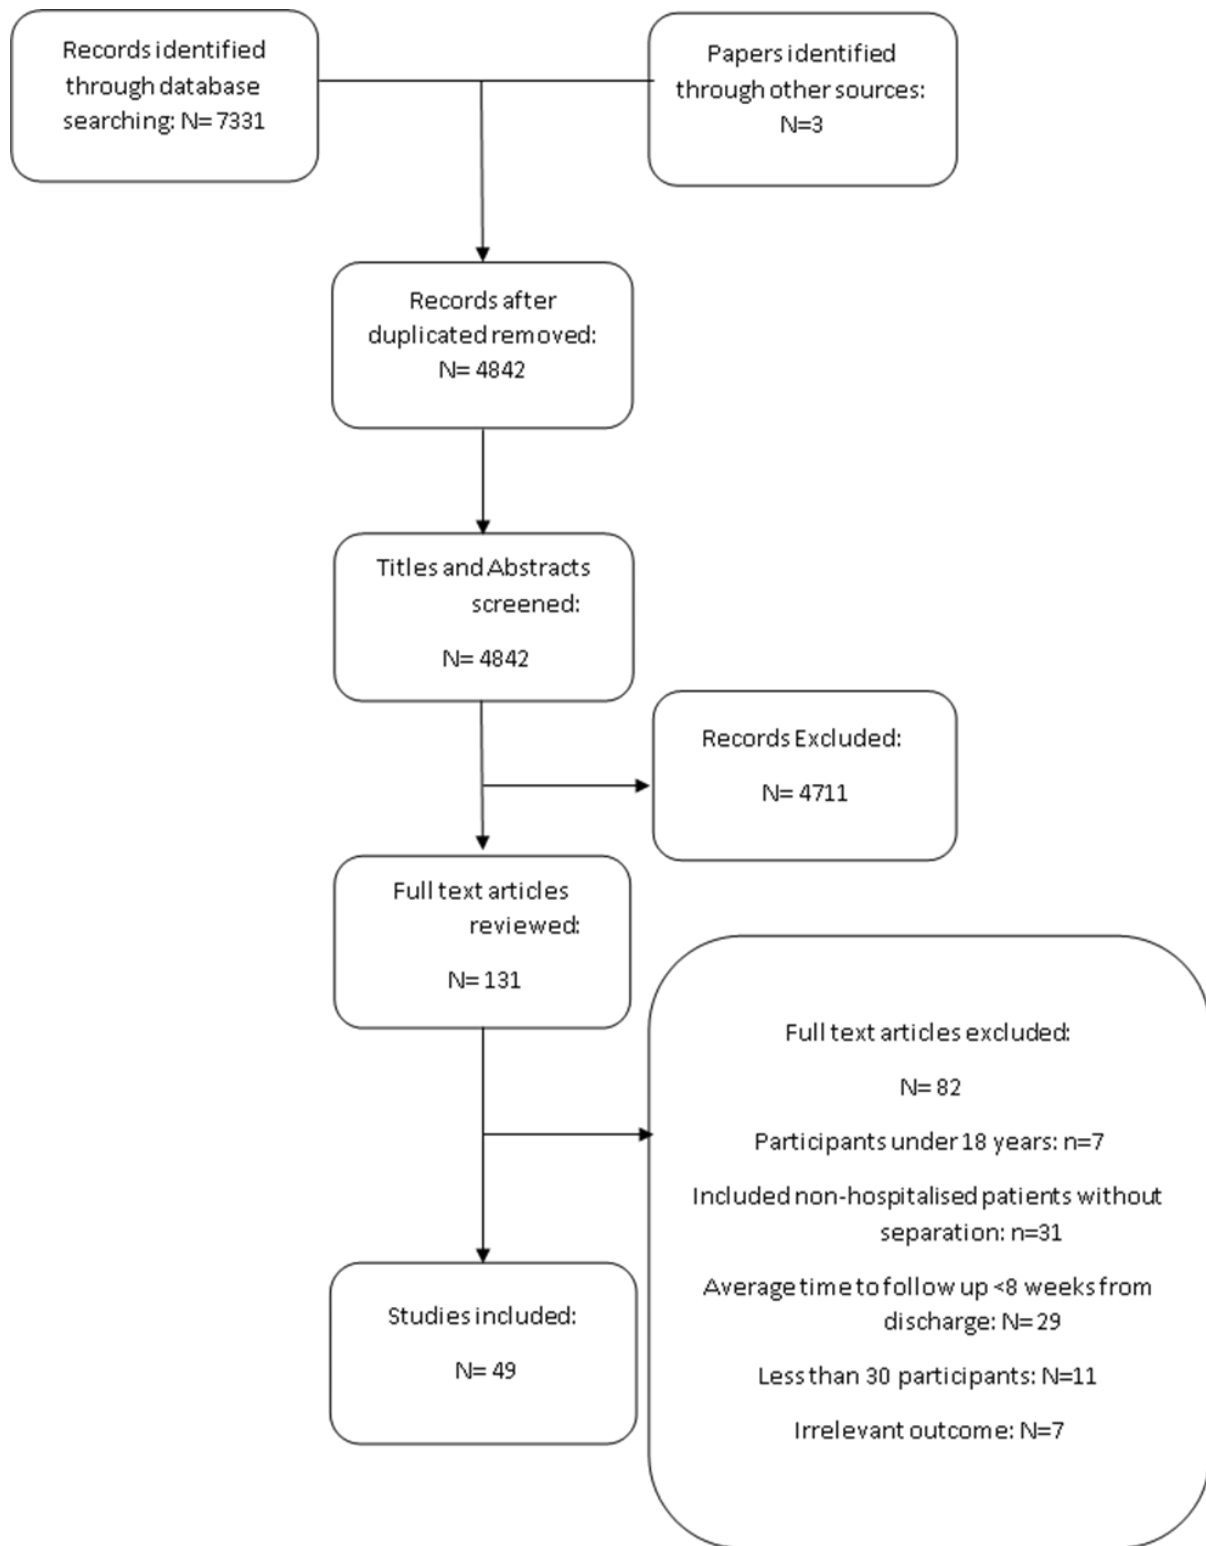 Records identified
through database
searching: N= 7331
Papers identified
through other sources:
N=3
Records after
duplicated removed:
N= 4842
Titles and Abstracts
screened:
N= 4842
Records Excluded:
N= 4711
Full text articles
reviewed:
N= 131
Full text articles excluded:
N= 82
Participants under 18 years: n=7
Included non-hospitalised patients without
separation: n=31
Average time to follow up <8 weeks from
discharge: N= 29
Less than 30 participants: N=11
Irrelevant outcome: N=7
Studies included:
N= 49